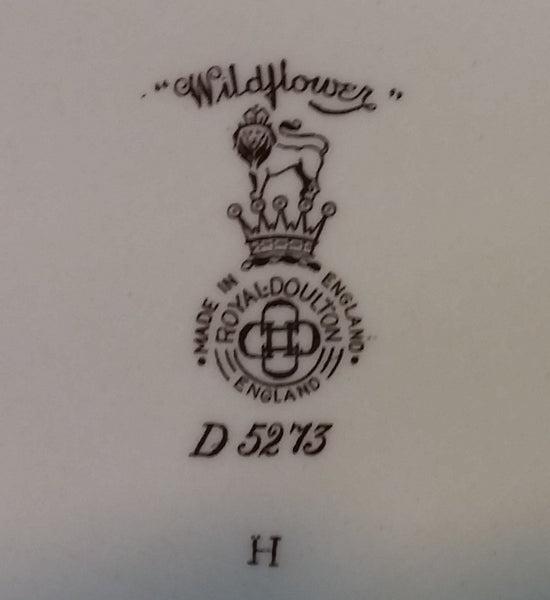 "Wildflower"
• MADE IN ENGLAND •
ROYAL·DOULTON
ENGLAND
D 5273
H